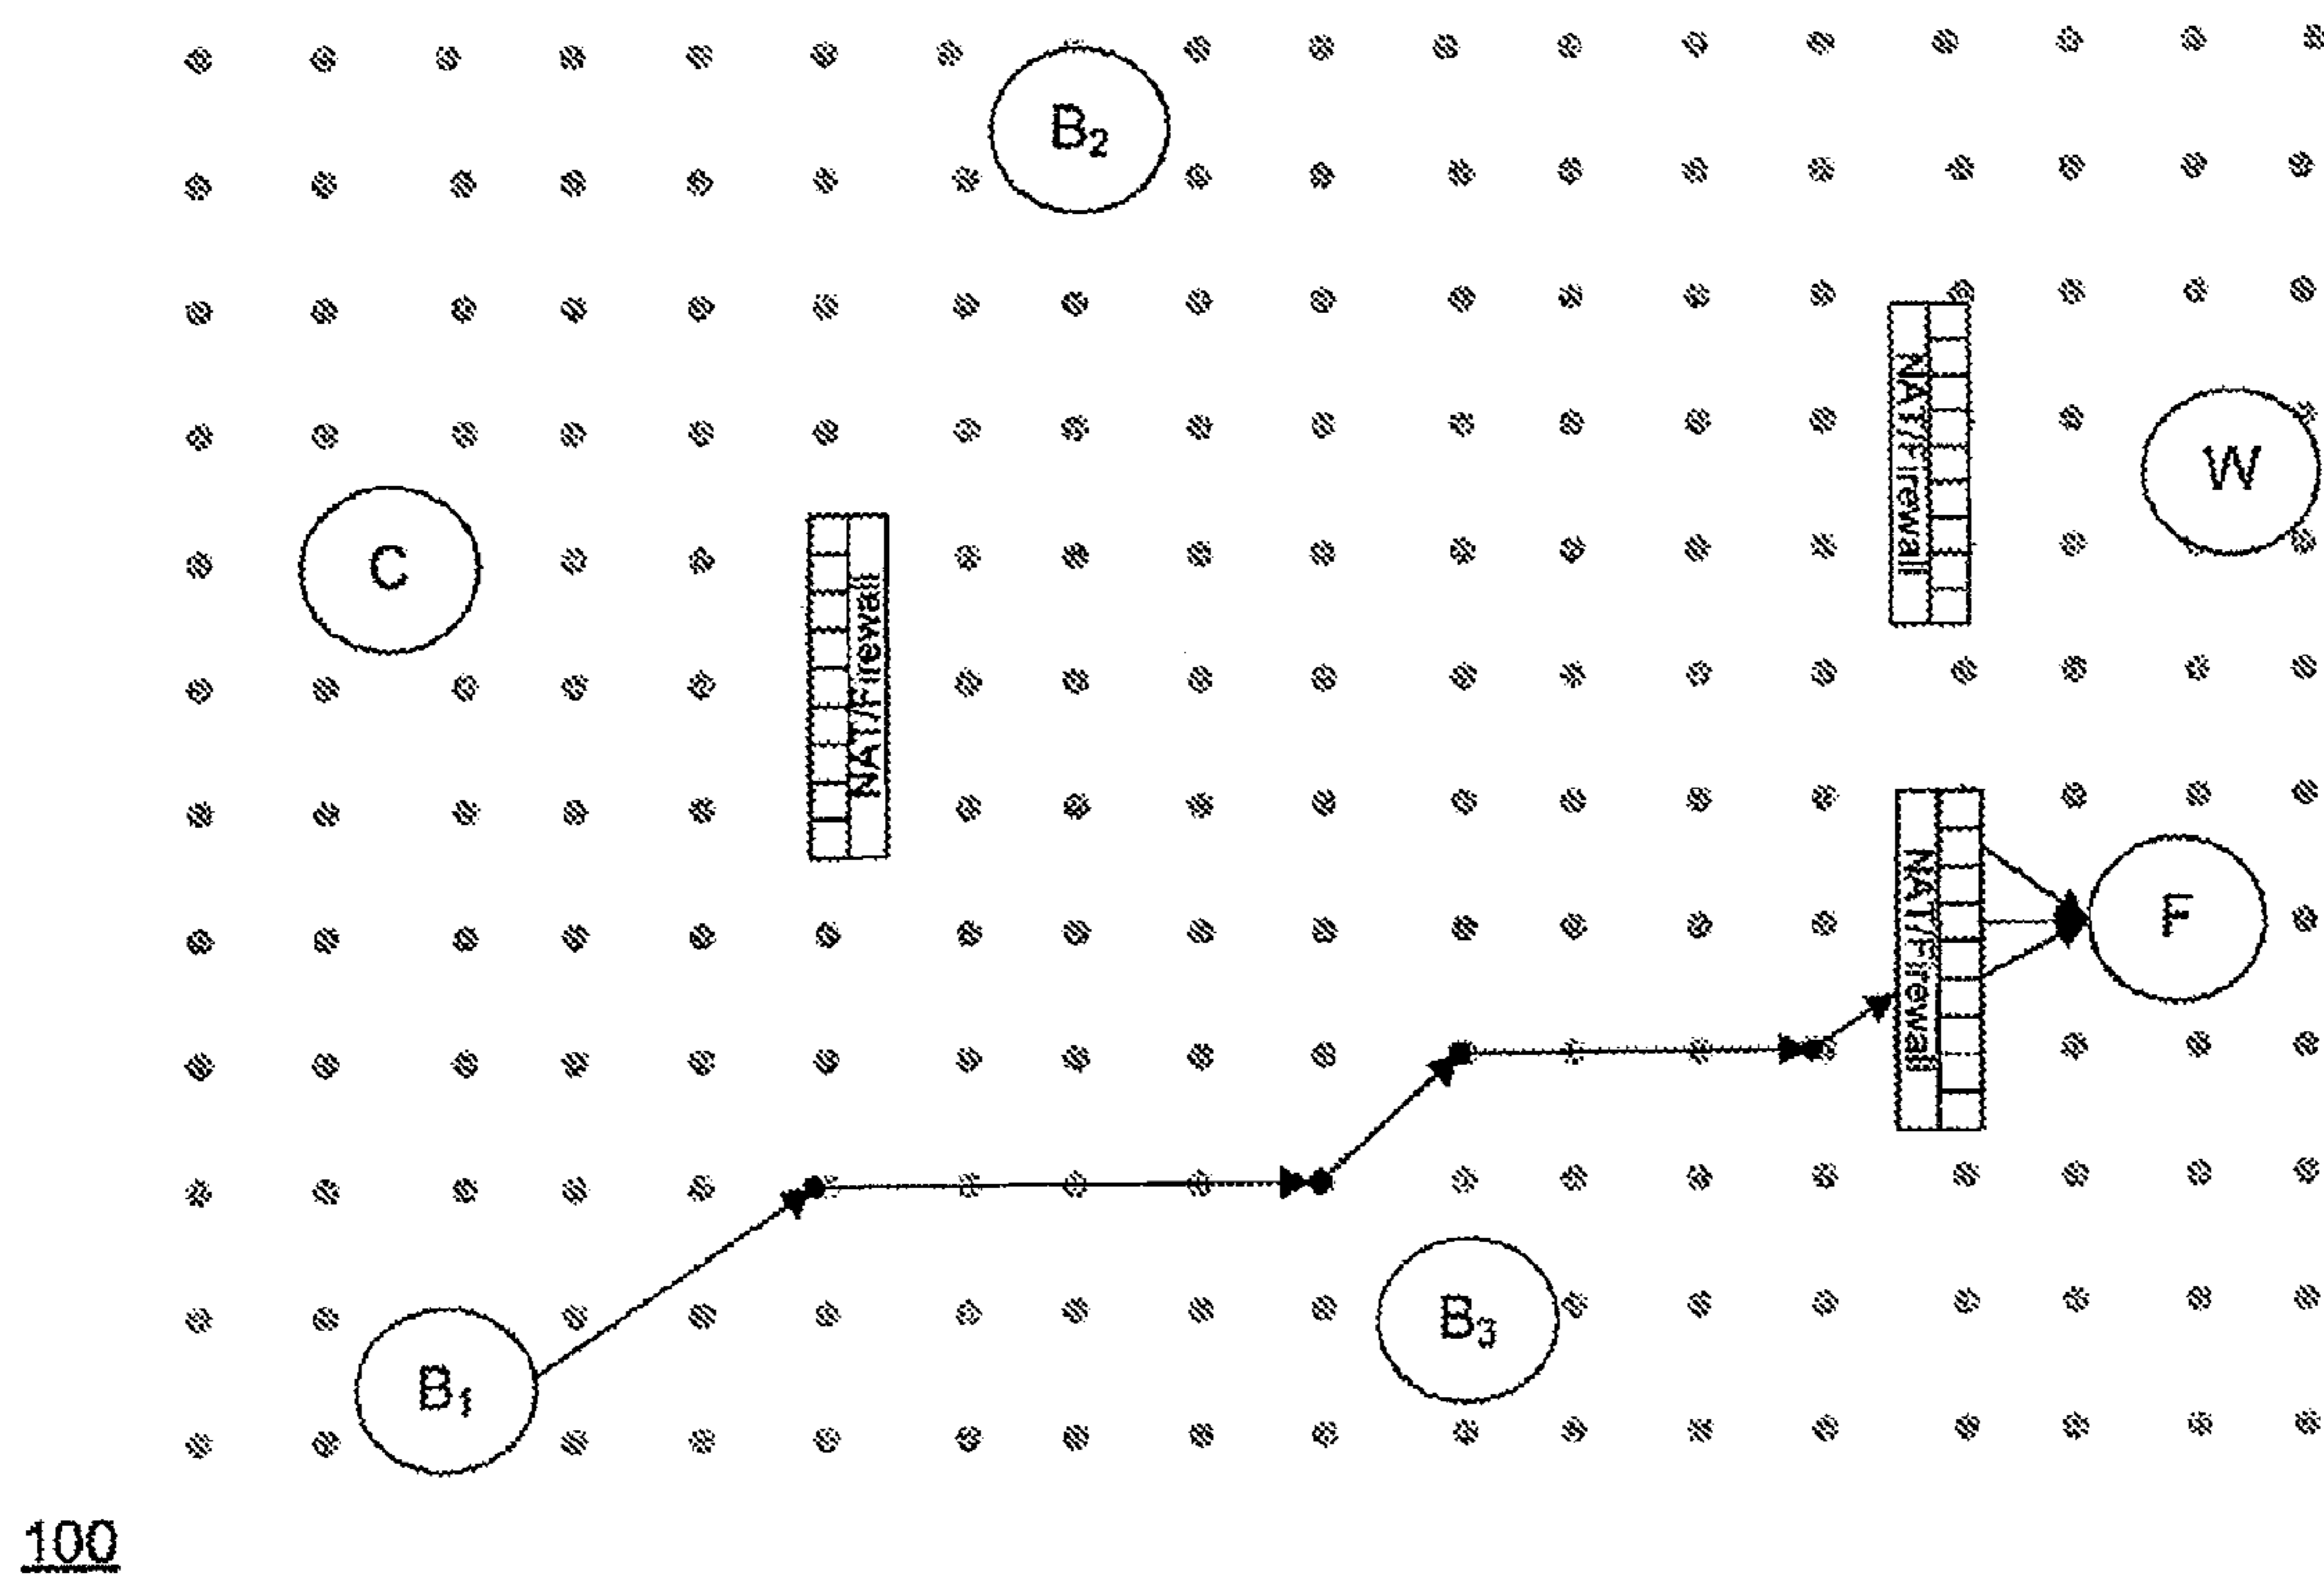 B₂
NAT/Firewall
W
C
NAT/Firewall
NAT/Firewall
F
B₃
B₁
100